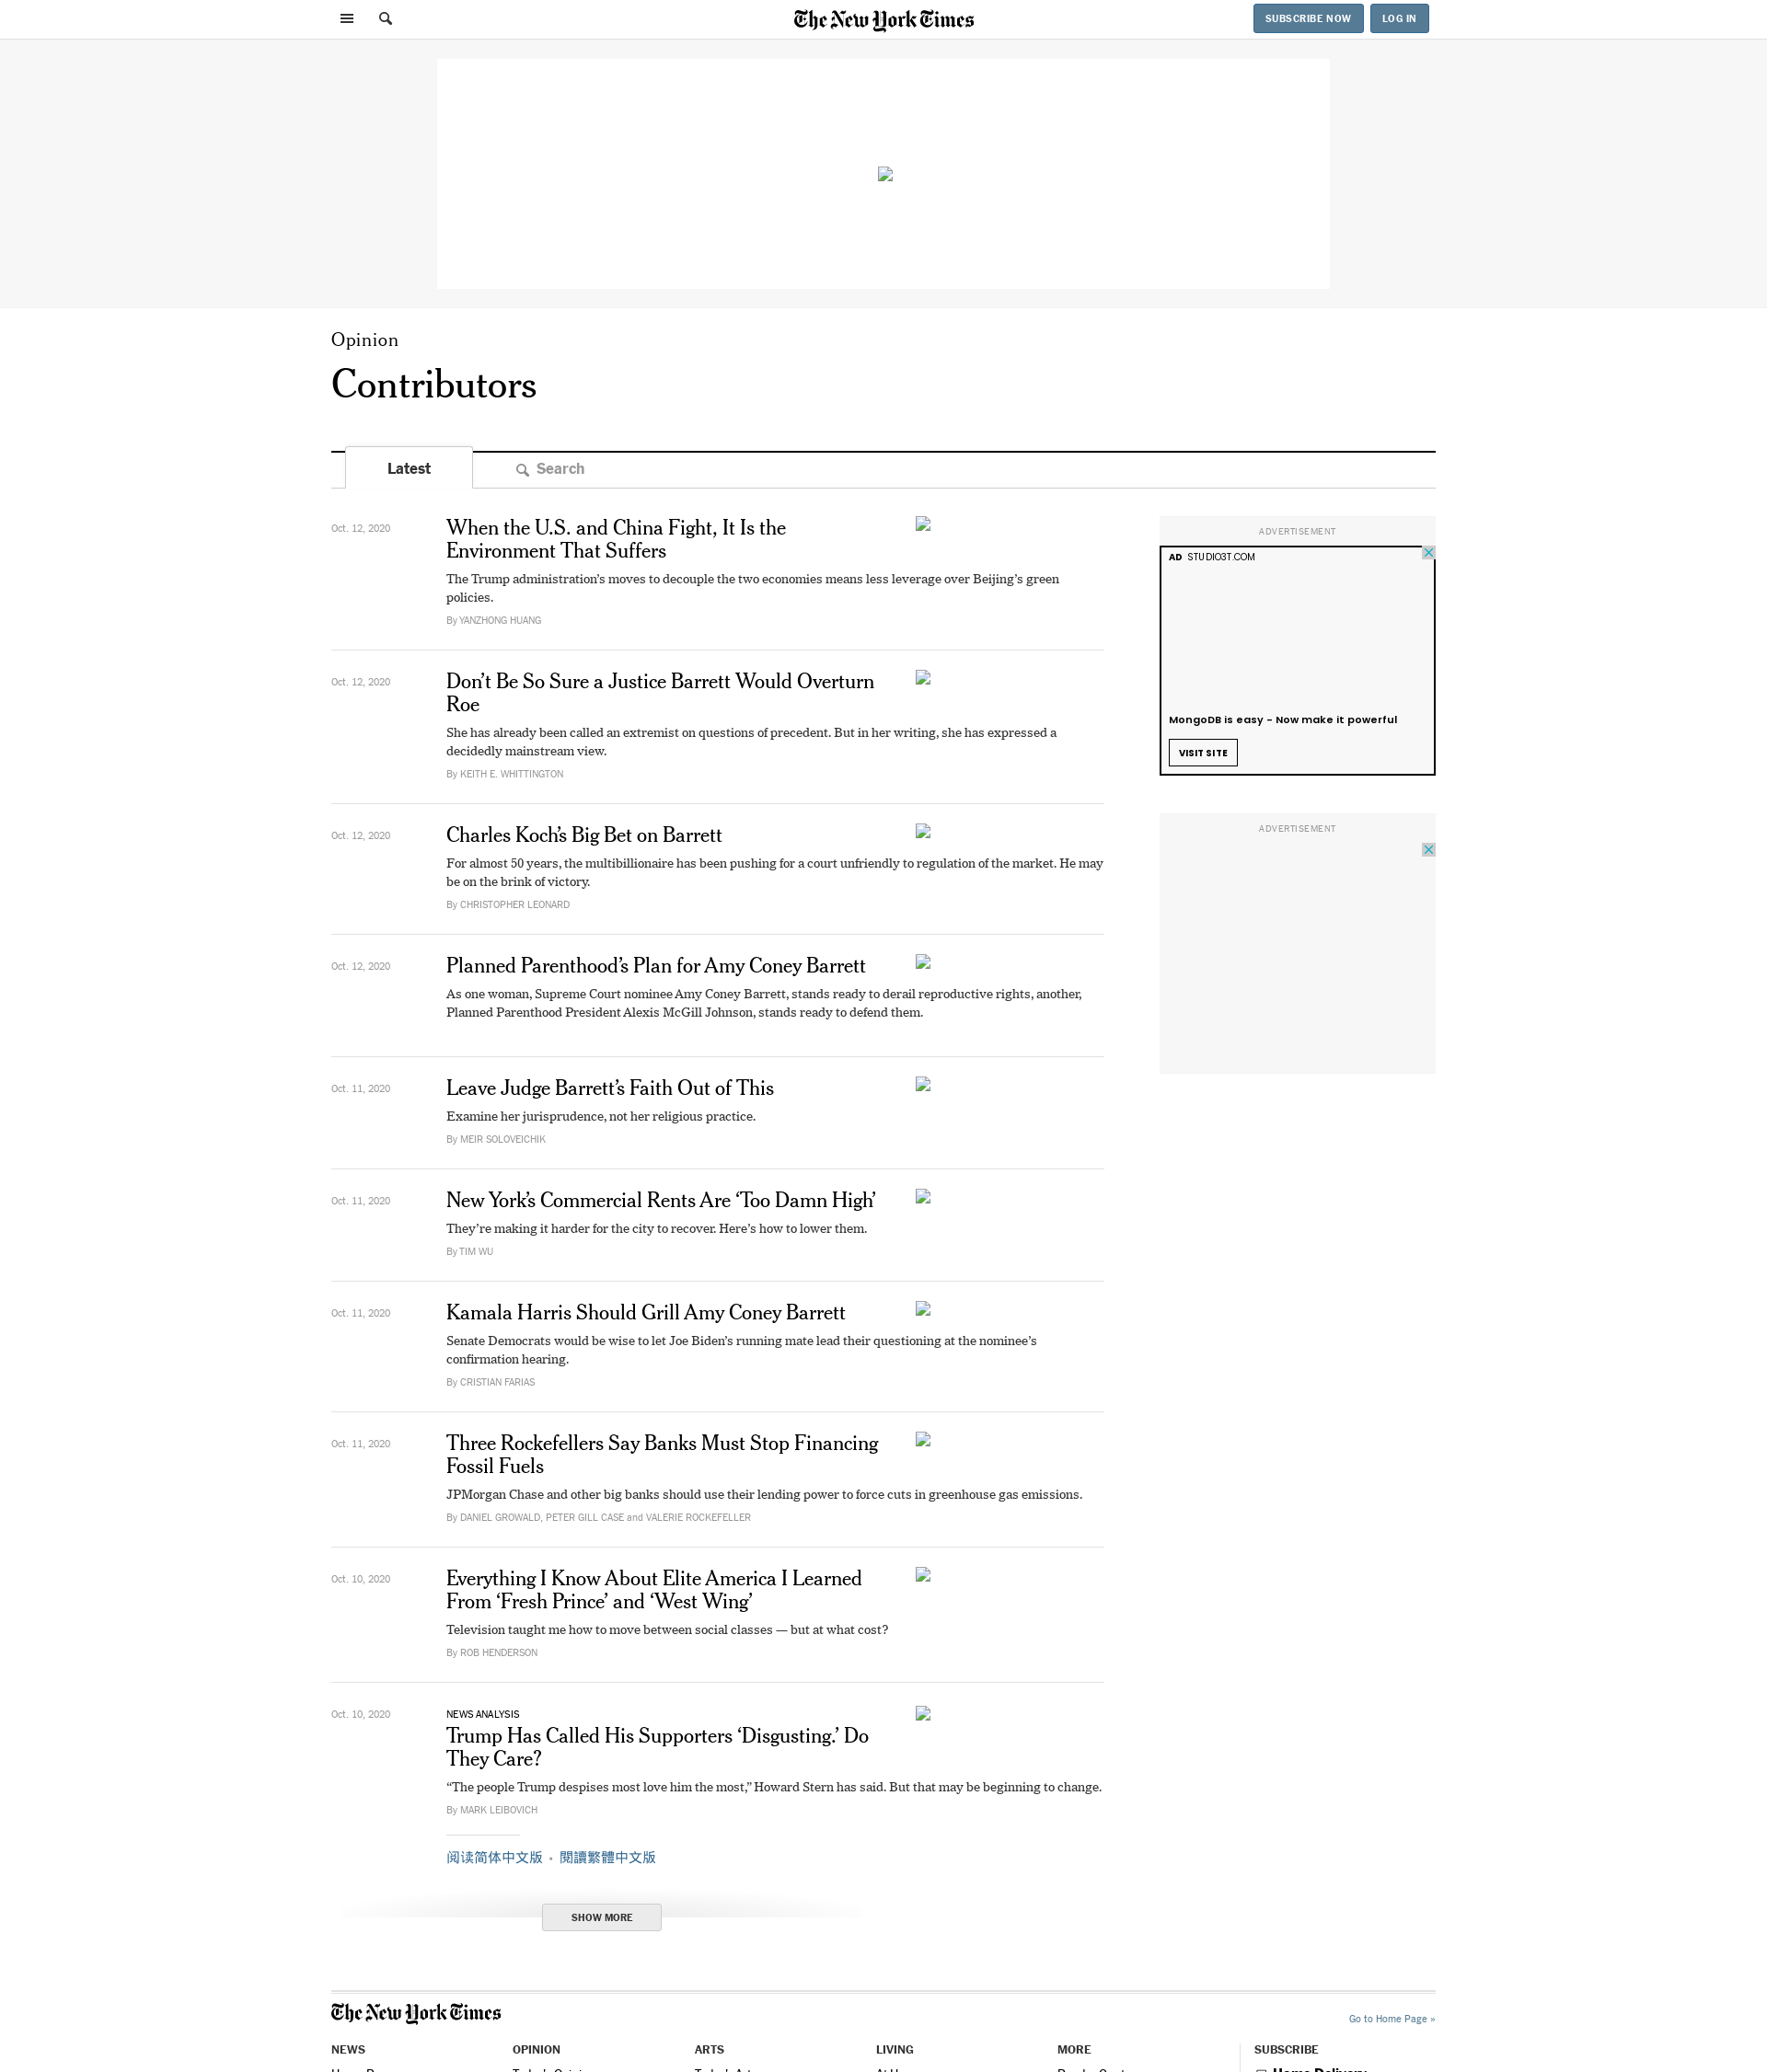 The New York Times
SUBSCRIBE NOW
LOG IN
Opinion
Contributors
Latest
Search
Oct. 12, 2020
When the U.S. and China Fight, It Is the
Environment That Suffers
The Trump administration’s moves to decouple the two economies means less leverage over Beijing’s green
policies.
By YANZHONG HUANG
Oct. 12, 2020
Don’t Be So Sure a Justice Barrett Would Overturn
Roe
She has already been called an extremist on questions of precedent. But in her writing, she has expressed a
decidedly mainstream view.
By KEITH E. WHITTINGTON
Oct. 12, 2020
Charles Koch’s Big Bet on Barrett
For almost 50 years, the multibillionaire has been pushing for a court unfriendly to regulation of the market. He may
be on the brink of victory.
By CHRISTOPHER LEONARD
Oct. 12, 2020
Planned Parenthood’s Plan for Amy Coney Barrett
As one woman, Supreme Court nominee Amy Coney Barrett, stands ready to derail reproductive rights, another,
Planned Parenthood President Alexis McGill Johnson, stands ready to defend them.
Oct. 11, 2020
Leave Judge Barrett’s Faith Out of This
Examine her jurisprudence, not her religious practice.
By MEIR SOLOVEICHIK
Oct. 11, 2020
New York’s Commercial Rents Are ‘Too Damn High’
They’re making it harder for the city to recover. Here’s how to lower them.
By TIM WU
Oct. 11, 2020
Kamala Harris Should Grill Amy Coney Barrett
Senate Democrats would be wise to let Joe Biden’s running mate lead their questioning at the nominee’s
confirmation hearing.
By CRISTIAN FARIAS
Oct. 11, 2020
Three Rockefellers Say Banks Must Stop Financing
Fossil Fuels
JPMorgan Chase and other big banks should use their lending power to force cuts in greenhouse gas emissions.
By DANIEL GROWALD, PETER GILL CASE and VALERIE ROCKEFELLER
Oct. 10, 2020
Everything I Know About Elite America I Learned
From ‘Fresh Prince’ and ‘West Wing’
Television taught me how to move between social classes — but at what cost?
By ROB HENDERSON
Oct. 10, 2020
NEWS ANALYSIS
Trump Has Called His Supporters ‘Disgusting.’ Do
They Care?
“The people Trump despises most love him the most,” Howard Stern has said. But that may be beginning to change.
By MARK LEIBOVICH
阅读简体中文版 • 閱讀繁體中文版
SHOW MORE
ADVERTISEMENT
AD STUDIO3T.COM
MongoDB is easy - Now make it powerful
VISIT SITE
ADVERTISEMENT
The New York Times
Go to Home Page »
NEWS
OPINION
ARTS
LIVING
MORE
SUBSCRIBE
Home Delivery